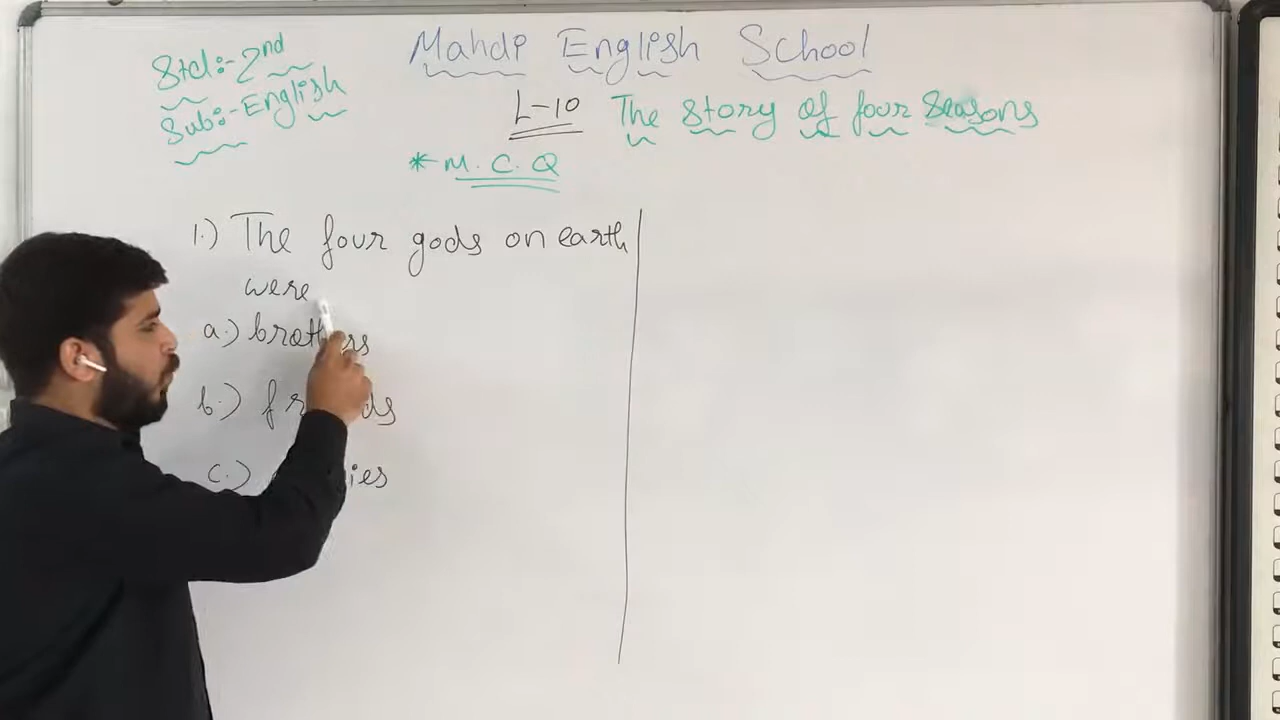 Mahdi English School
Std:- 2nd
Sub:- English
L-10 The Story of four Seasons
* M. C. Q
1.) The four gods on earth
were
a.) brothers
b.)
c.)